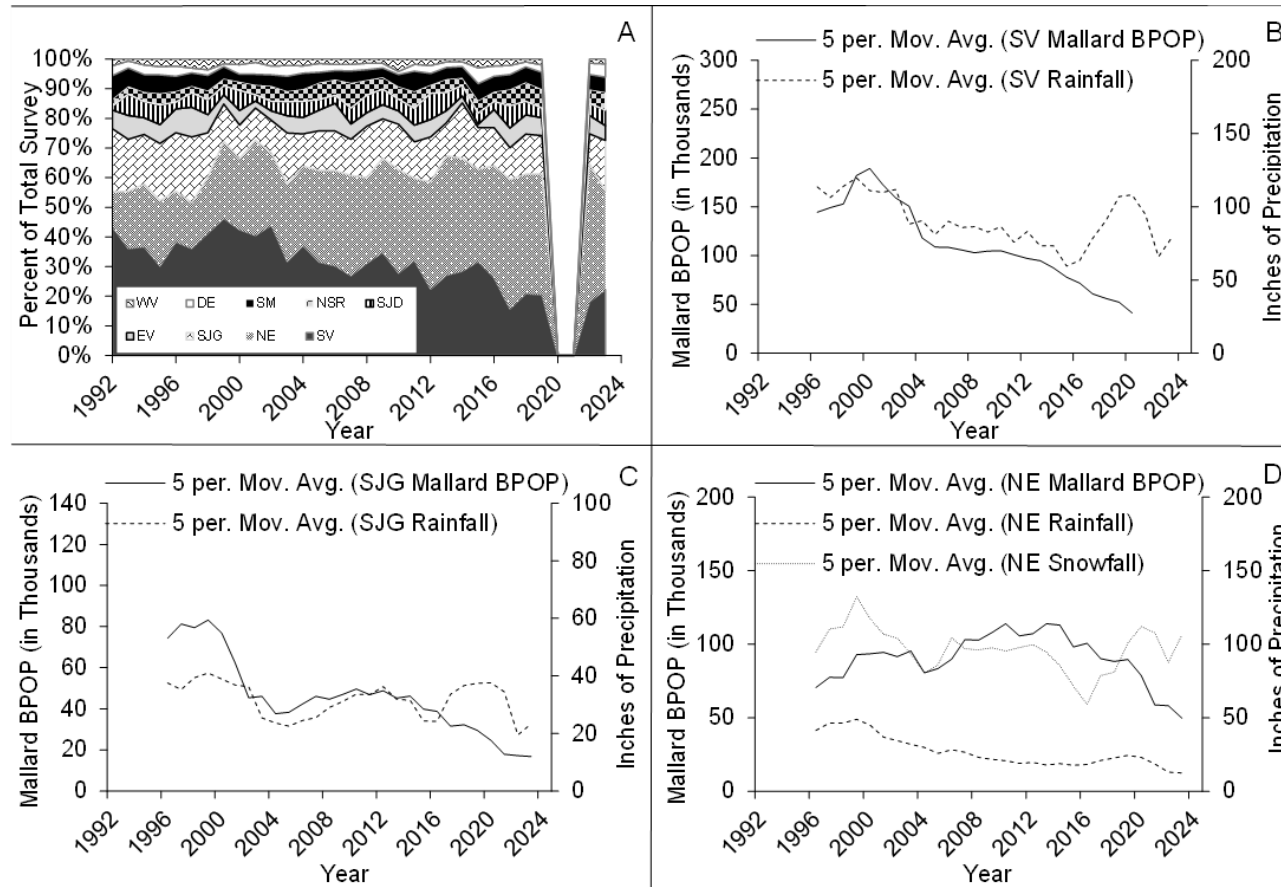 A
100%
90%
80%
70%
60%
50%
40%
30%
20%
10%
0%
Percent of Total Survey
WV DE SM NSR SJD
EV SJG NE SV
1992 1996 2000 2004 2008 2012 2016 2020 2024
Year
B
5 per. Mov. Avg. (SV Mallard BPOP)
5 per. Mov. Avg. (SV Rainfall)
300
250
200
150
100
50
0
Mallard BPOP (in Thousands)
200
150
100
50
0
Inches of Precipitation
1992 1996 2000 2004 2008 2012 2016 2020 2024
Year
C
5 per. Mov. Avg. (SJG Mallard BPOP)
5 per. Mov. Avg. (SJG Rainfall)
140
120
100
80
60
40
20
0
Mallard BPOP (in Thousands)
100
80
60
40
20
0
Inches of Precipitation
1992 1996 2000 2004 2008 2012 2016 2020 2024
Year
D
5 per. Mov. Avg. (NE Mallard BPOP)
5 per. Mov. Avg. (NE Rainfall)
5 per. Mov. Avg. (NE Snowfall)
200
150
100
50
0
Mallard BPOP (in Thousands)
200
150
100
50
0
Inches of Precipitation
1992 1996 2000 2004 2008 2012 2016 2020 2024
Year